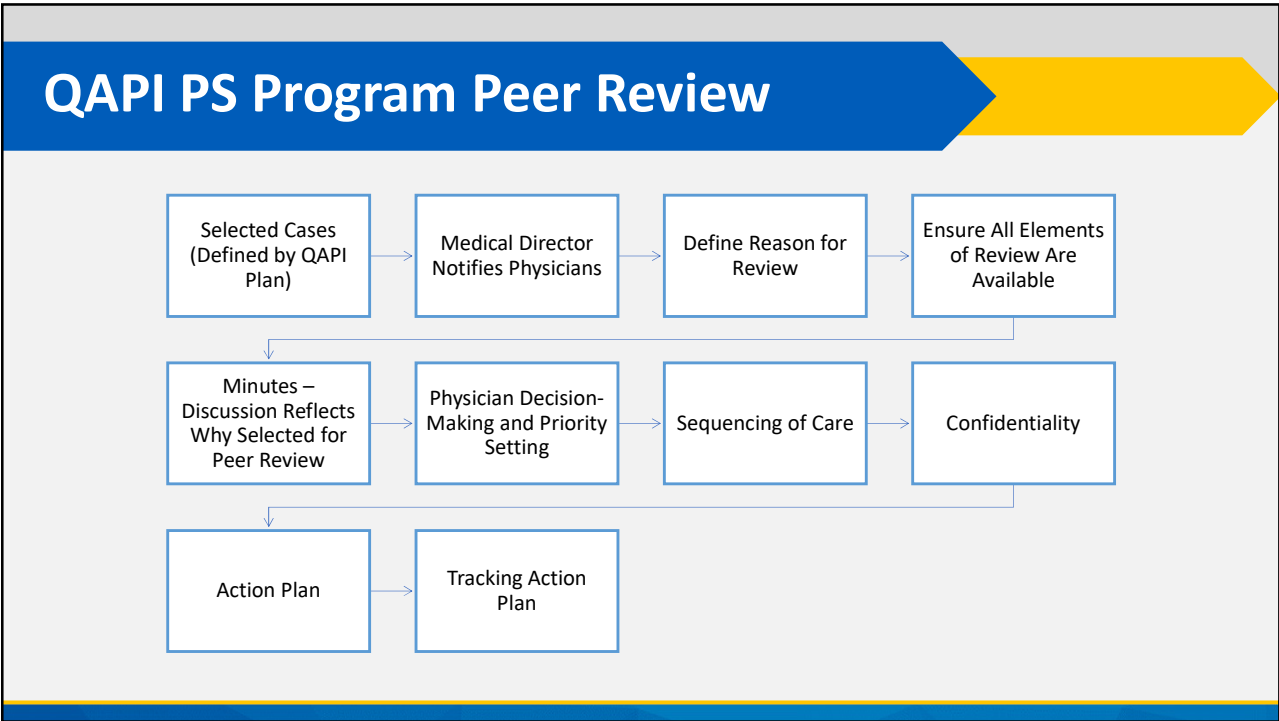 QAPI PS Program Peer Review
Selected Cases
(Defined by QAPI
Plan)
Medical Director
Notifies Physicians
Define Reason for
Review
Ensure All Elements
of Review Are
Available
Minutes –
Discussion Reflects
Why Selected for
Peer Review
Physician Decision-
Making and Priority
Setting
Sequencing of Care
Confidentiality
Action Plan
Tracking Action
Plan